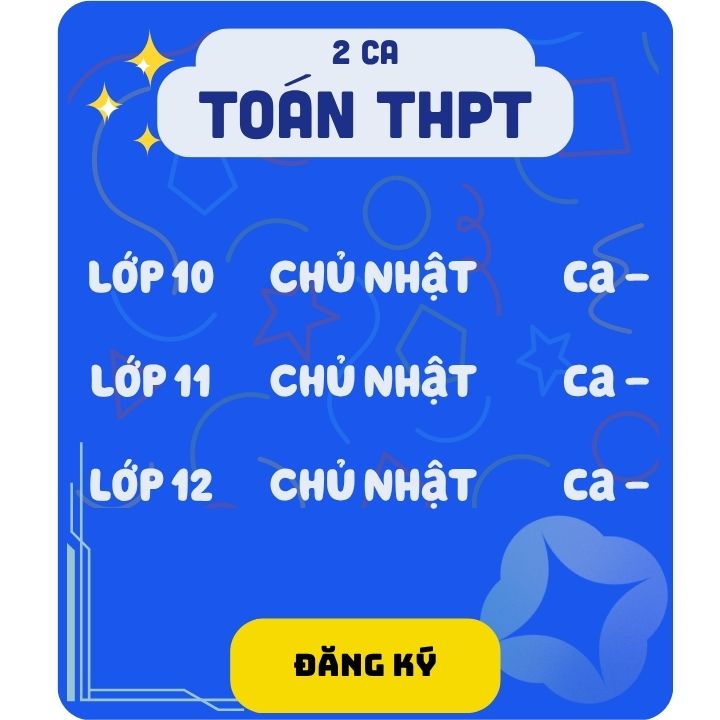 2 CA
TOÁN THPT
LỚP 10 CHỦ NHẬT Ca –
LỚP 11 CHỦ NHẬT Ca –
LỚP 12 CHỦ NHẬT Ca –
ĐĂNG KÝ